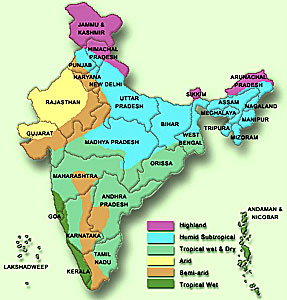 JAMMU &
KASHMIR
HIMACHAL
PRADESH
PUNJAB
HARYANA
NEW DELHI
ARUNACHAL
PRADESH
SIKKIM
RAJASTHAN
UTTAR
PRADESH
ASSAM
NAGALAND
MEGHALAYA
MANIPUR
BIHAR
TRIPURA
MIZORAM
GUJARAT
MADHYA PRADESH
WEST
BENGAL
ORISSA
MAHARASHTRA
ANDHRA
PRADESH
GOA
KARNATAKA
ANDAMAN &
NICOBAR
LAKSHADWEEP
TAMIL
NADU
KERALA
Highland
Humid Subtropical
Tropical wet & Dry
Arid
Semi-arid
Tropical Wet